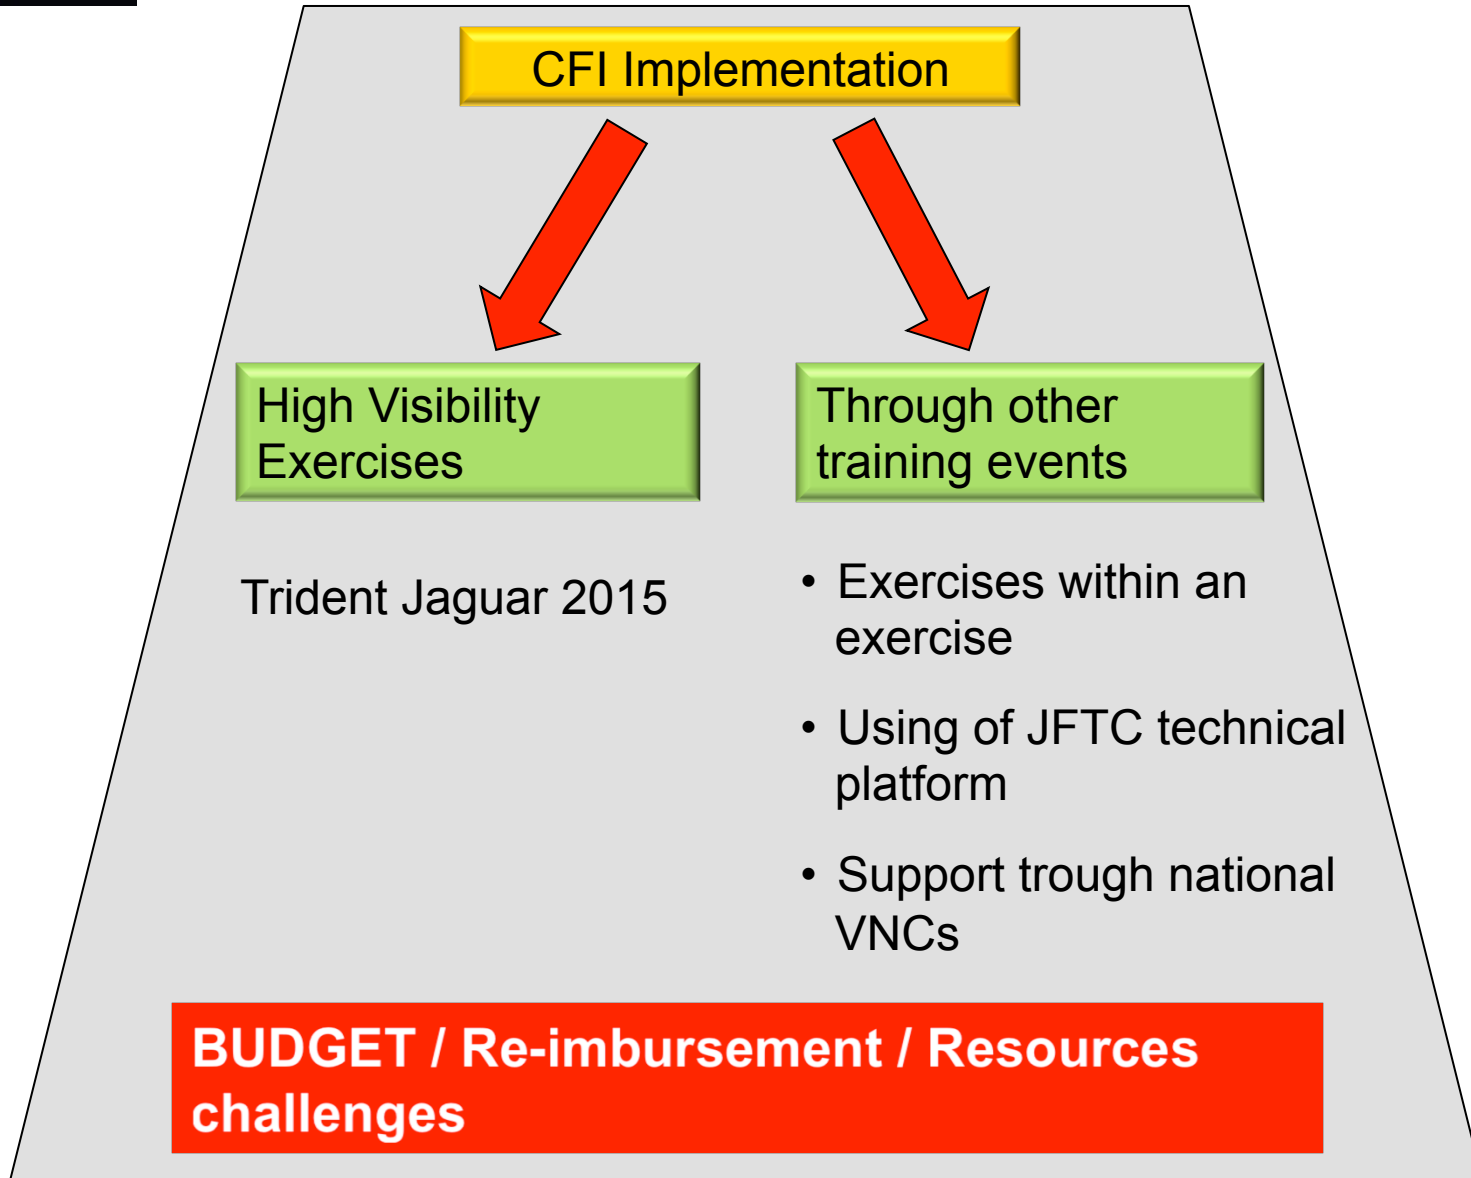 CFI Implementation
High Visibility
Exercises
Trident Jaguar 2015
Through other
training events
• Exercises within an
exercise
• Using of JFTC technical
platform
• Support trough national
VNCs
BUDGET / Re-imbursement / Resources
challenges